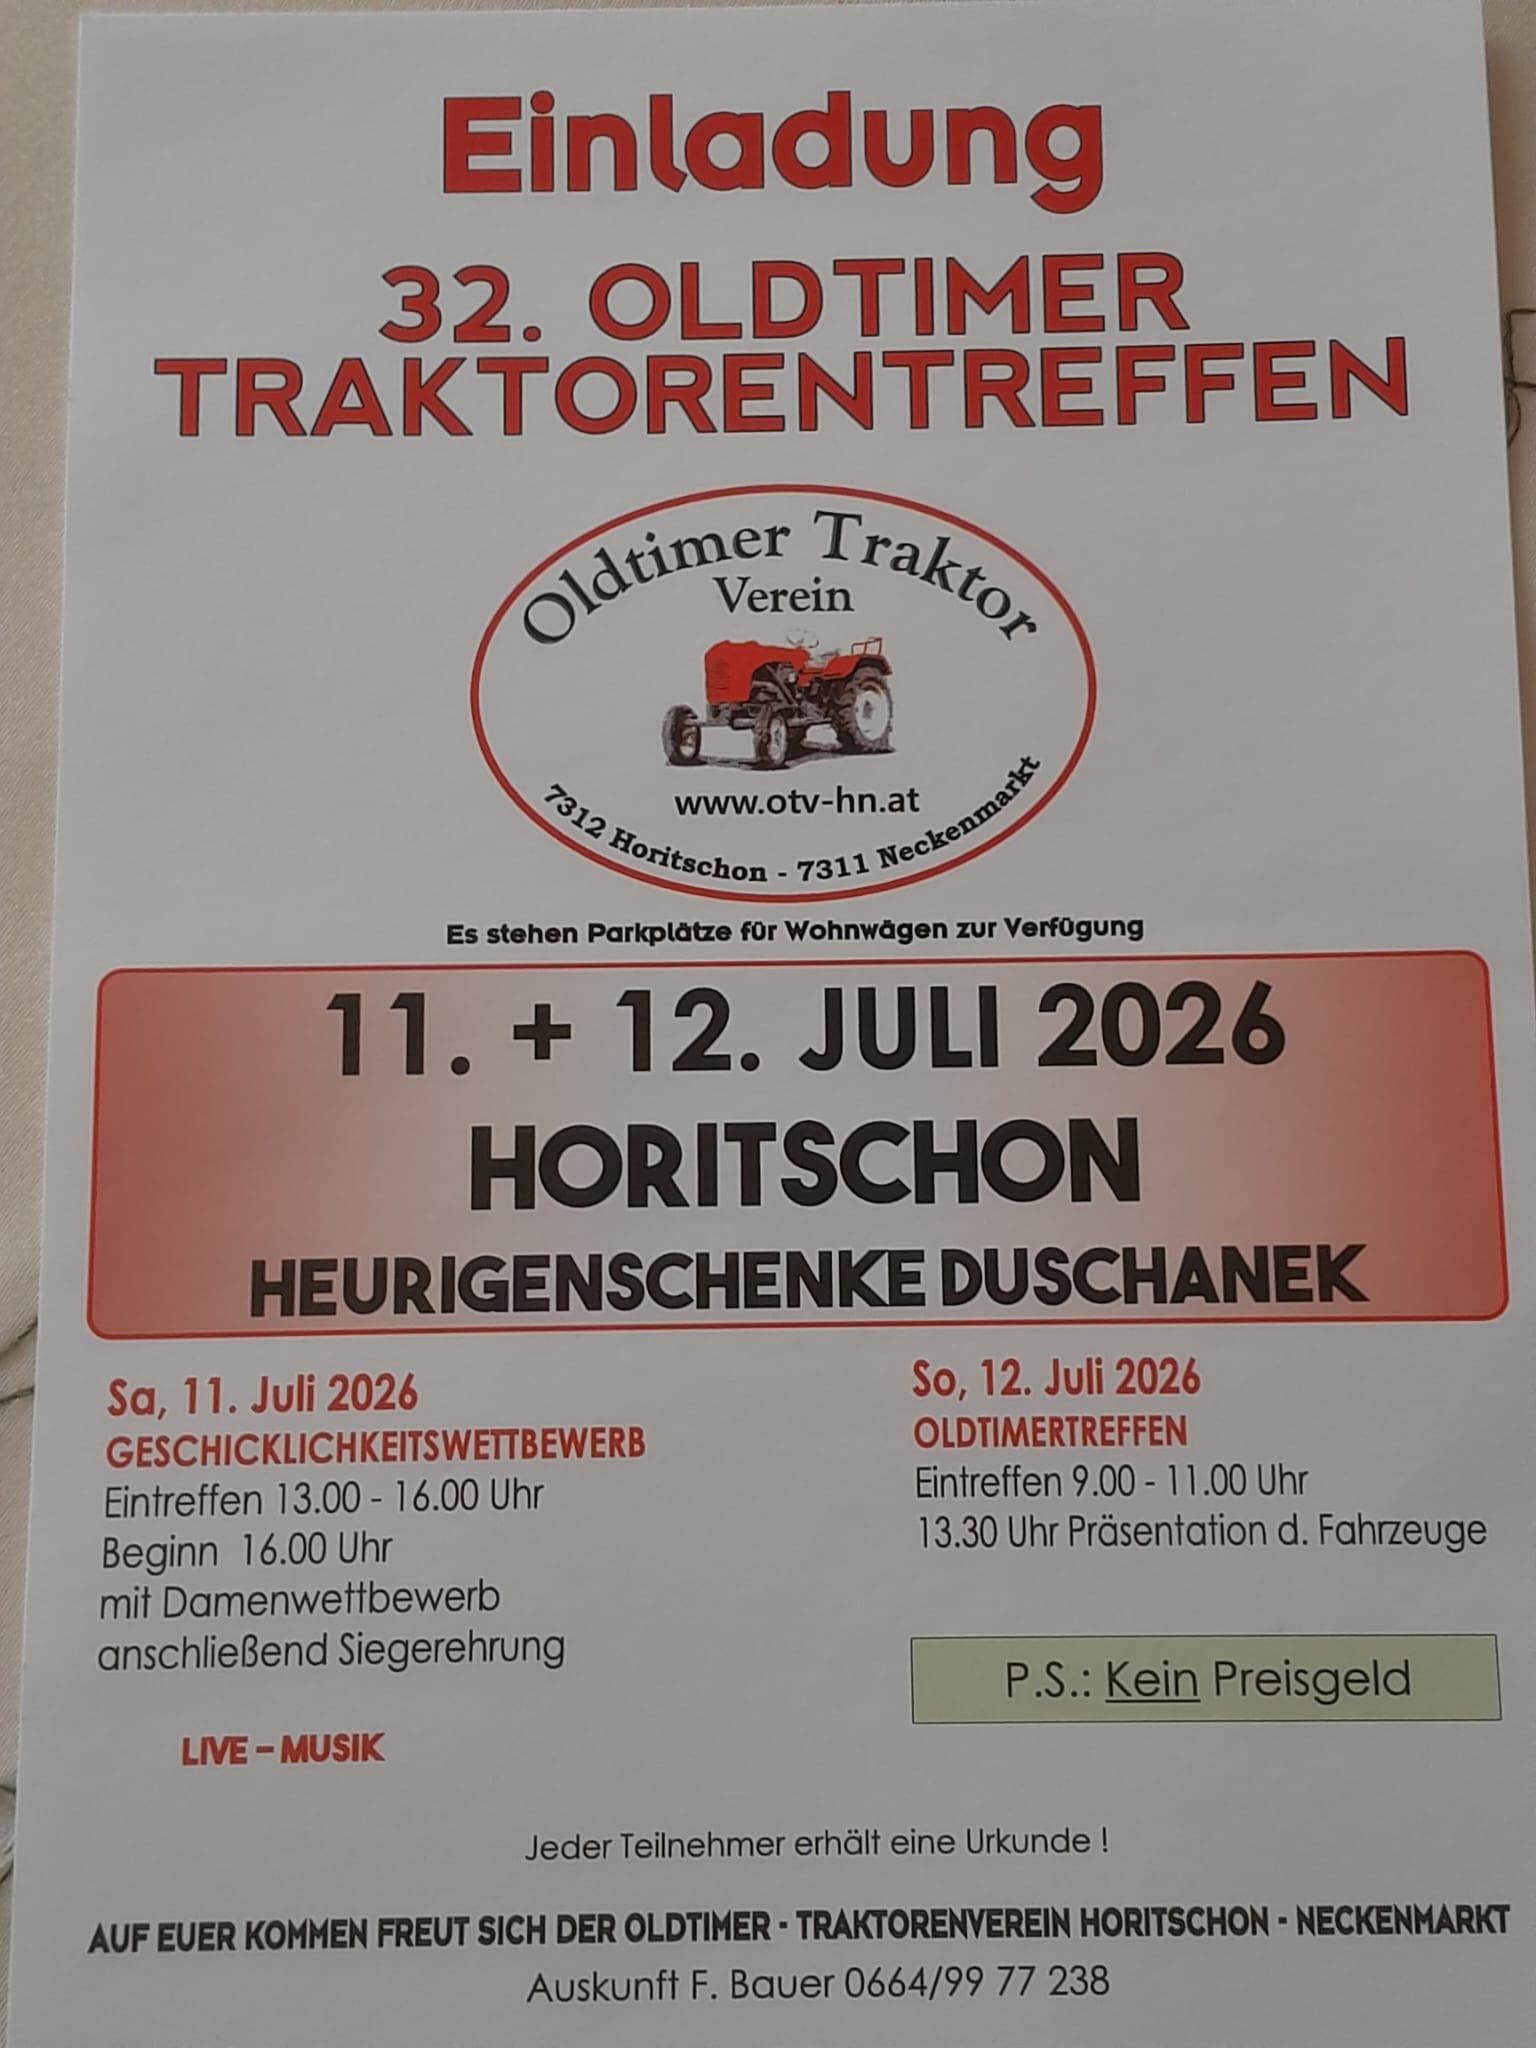 Einladung
32. OLDTIMER
TRAKTORENTREFFEN
Oldtimer Traktor
Verein
www.otv-hn.at
7312 Horitschon - 7311 Neckenmarkt
Es stehen Parkplätze für Wohnwägen zur Verfügung
11. + 12. JULI 2026
HORITSCHON
HEURIGENSCHENKE DUSCHANEK
Sa, 11. Juli 2026
GESCHICKLICHKEITSWETTBEWERB
Eintreffen 13.00 - 16.00 Uhr
Beginn 16.00 Uhr
mit Damenwettbewerb
anschließend Siegerehrung
LIVE – MUSIK
So, 12. Juli 2026
OLDTIMERTREFFEN
Eintreffen 9.00 - 11.00 Uhr
13.30 Uhr Präsentation d. Fahrzeuge
P.S.: Kein Preisgeld
Jeder Teilnehmer erhält eine Urkunde !
AUF EUER KOMMEN FREUT SICH DER OLDTIMER - TRAKTORENVEREIN HORITSCHON - NECKENMARKT
Auskunft F. Bauer 0664/99 77 238